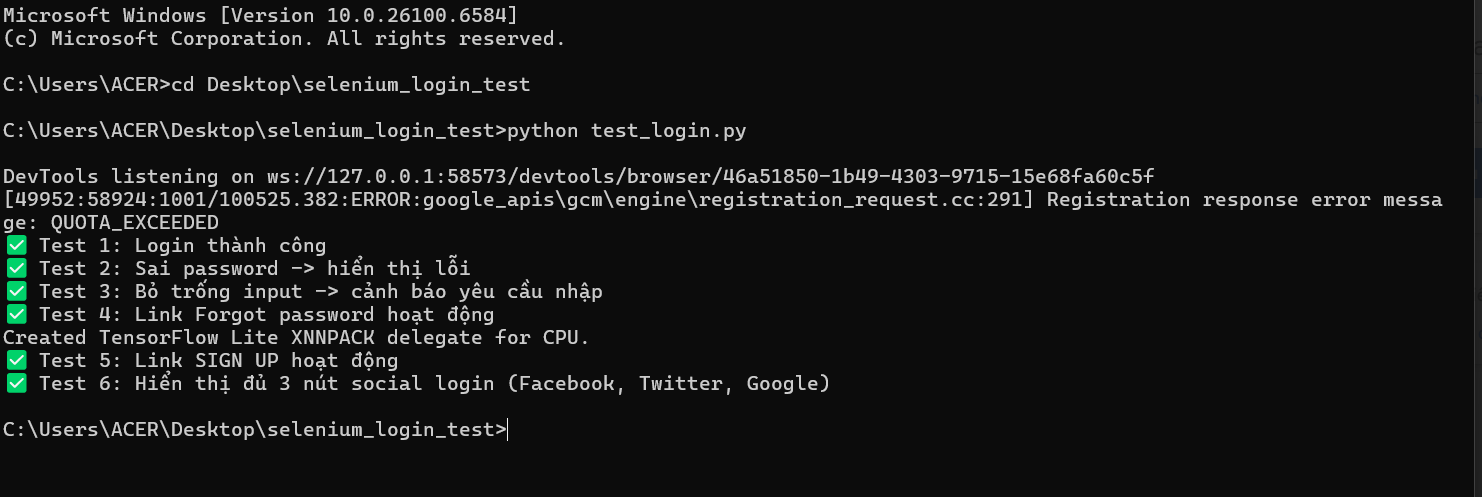 Microsoft Windows [Version 10.0.26100.6584]
(c) Microsoft Corporation. All rights reserved.
C:\Users\ACER>cd Desktop\selenium_login_test
C:\Users\ACER\Desktop\selenium_login_test>python test_login.py
DevTools listening on ws://127.0.0.1:58573/devtools/browser/46a51850-1b49-4303-9715-15e68fa60c5f
[49952:58924:1001/100525.382:ERROR:google_apis\gcm\engine\registration_request.cc:291] Registration response error messa
ge: QUOTA_EXCEEDED
✅ Test 1: Login thành công
✅ Test 2: Sai password -> hiển thị lỗi
✅ Test 3: Bỏ trống input -> cảnh báo yêu cầu nhập
✅ Test 4: Link Forgot password hoạt động
Created TensorFlow Lite XNNPACK delegate for CPU.
✅ Test 5: Link SIGN UP hoạt động
✅ Test 6: Hiển thị đủ 3 nút social login (Facebook, Twitter, Google)
C:\Users\ACER\Desktop\selenium_login_test>